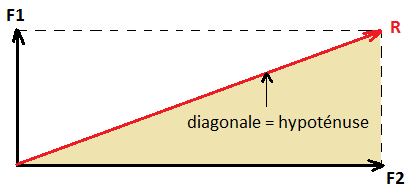 F1
R
diagonale = hypoténuse
F2